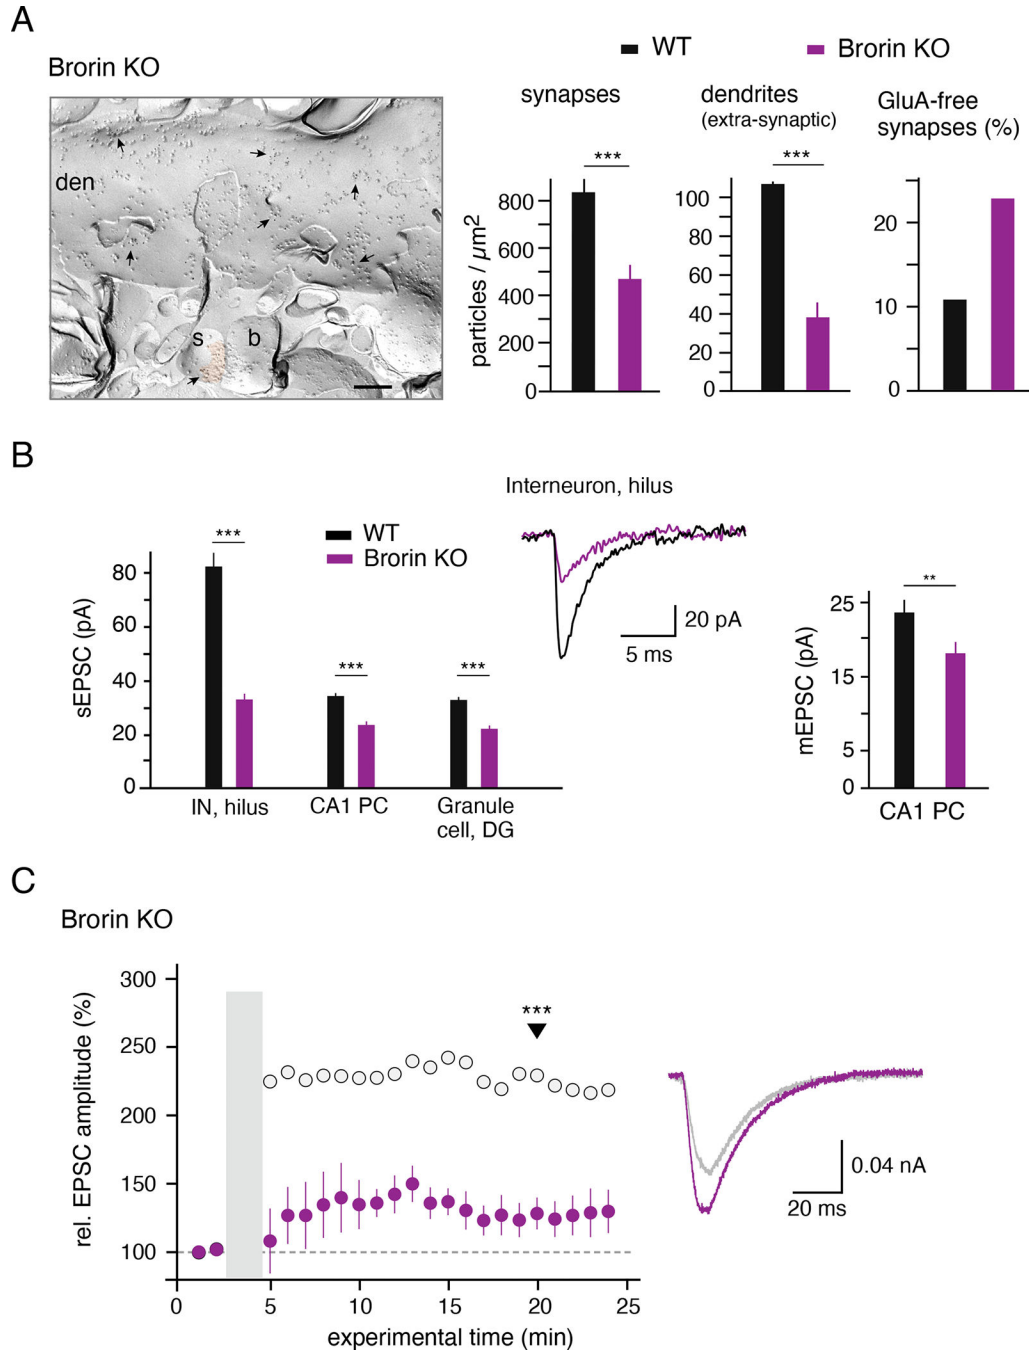 A
Brorin KO
den
s
b
WT
Brorin KO
synapses
dendrites
(extra-synaptic)
GluA-free
synapses (%)
particles / µm2
***
800
600
400
200
0
***
100
80
60
40
20
0
20
10
0
B
WT
Brorin KO
sEPSC (pA)
80
60
40
20
0
***
***
***
IN, hilus
CA1 PC
Granule
cell, DG
Interneuron, hilus
20 pA
5 ms
mEPSC (pA)
25
15
5
0
**
CA1 PC
C
Brorin KO
rel. EPSC amplitude (%)
300
250
200
150
100
***
0
5
10
15
20
25
experimental time (min)
0.04 nA
20 ms